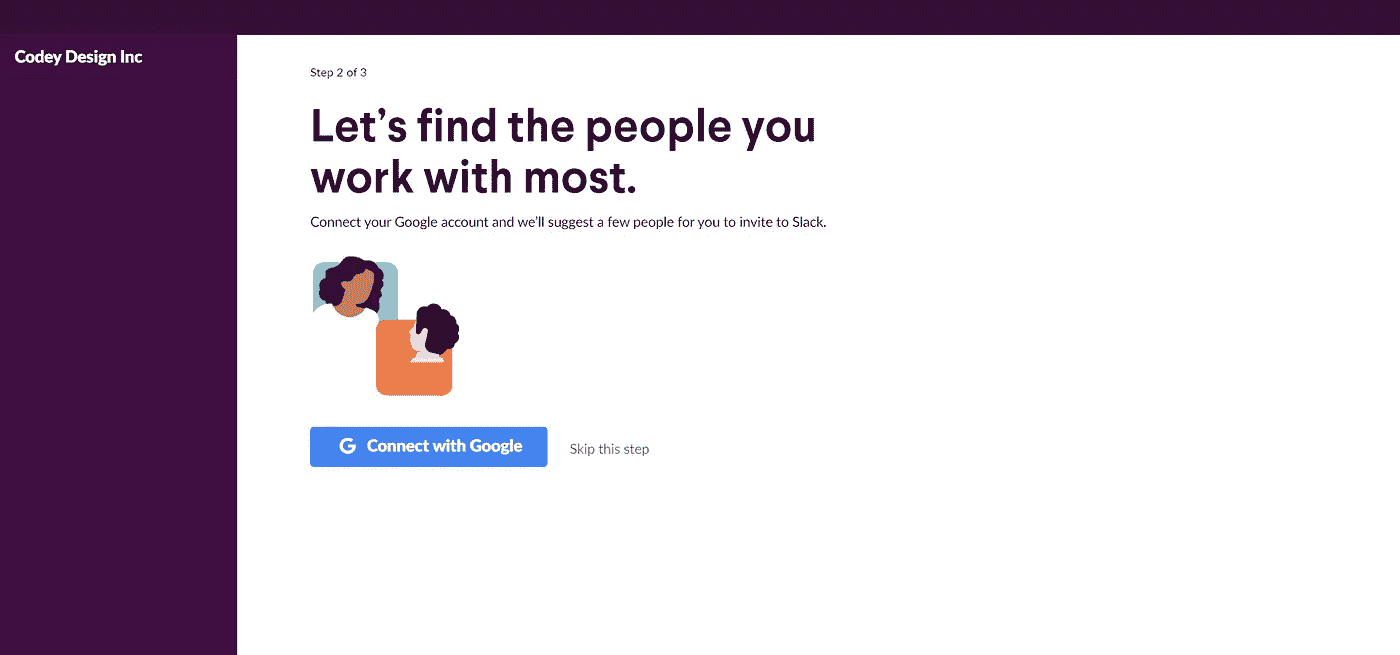 Codey Design Inc
Step 2 of 3
Let’s find the people you
work with most.
Connect your Google account and we’ll suggest a few people for you to invite to Slack.
G Connect with Google
Skip this step